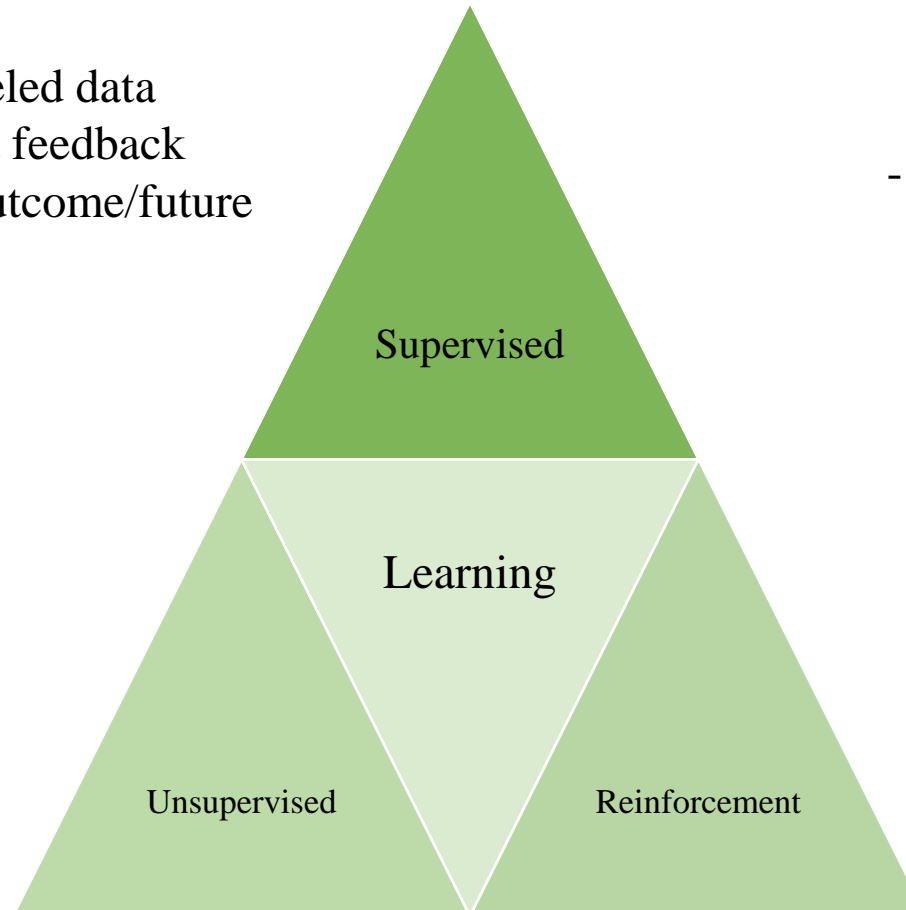 eled data
feedback
utcome/future
-
Supervised
Learning
Unsupervised
Reinforcement